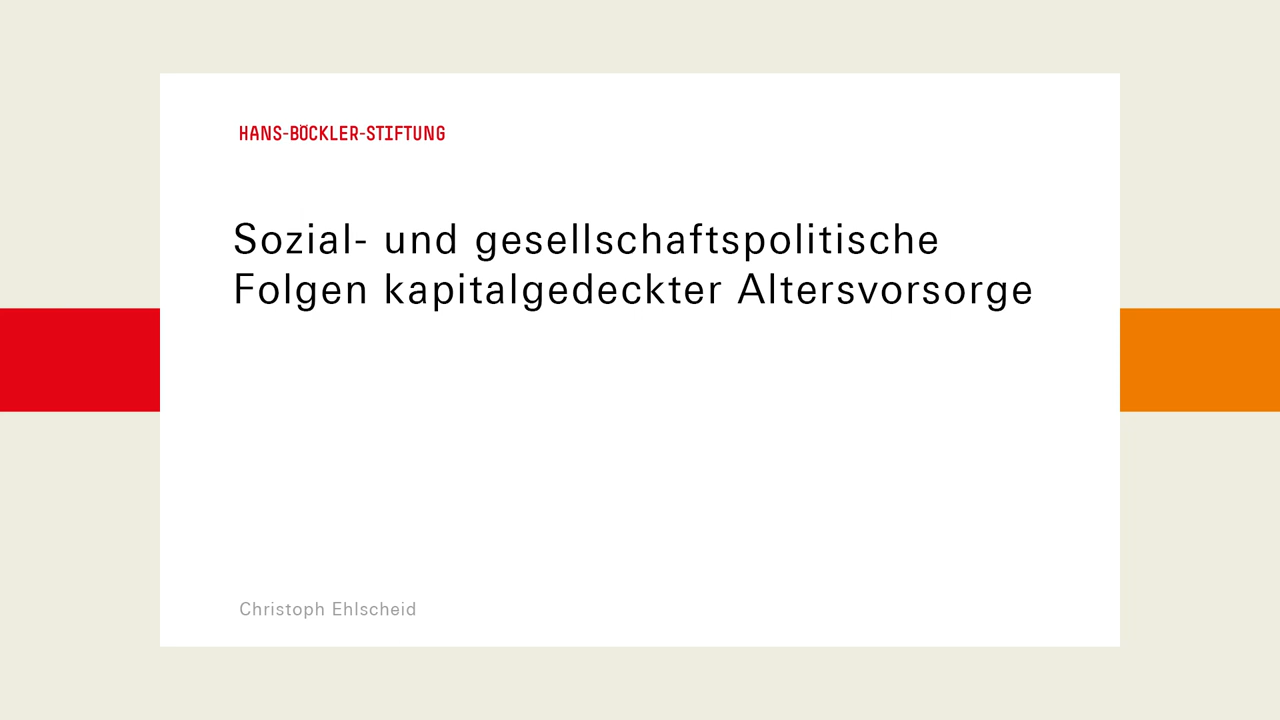 HANS-BÖCKLER-STIFTUNG
Sozial- und gesellschaftspolitische
Folgen kapitalgedeckter Altersvorsorge
Christoph Ehlscheid